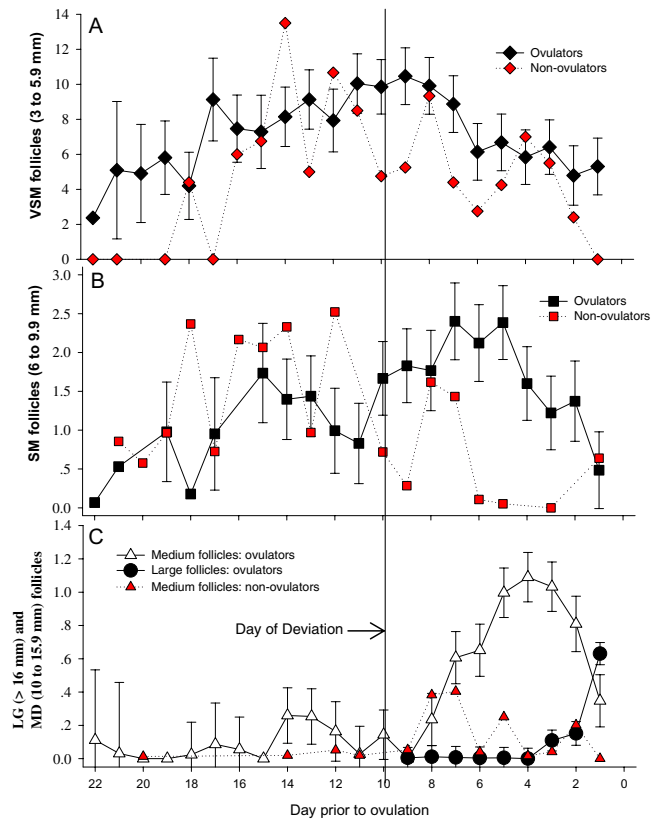 A
VSM follicles (3 to 5.9 mm)
14
12
10
8
6
4
2
0
Ovulators
Non-ovulators
B
SM follicles (6 to 9.9 mm)
3.0
2.5
2.0
1.5
1.0
.5
0.0
Ovulators
Non-ovulators
C
LG (> 16 mm) and
MD (10 to 15.9 mm) follicles
1.4
1.2
1.0
.8
.6
.4
.2
0.0
Medium follicles: ovulators
Large follicles: ovulators
Medium follicles: non-ovulators
Day of Deviation
22 20 18 16 14 12 10 8 6 4 2 0
Day prior to ovulation